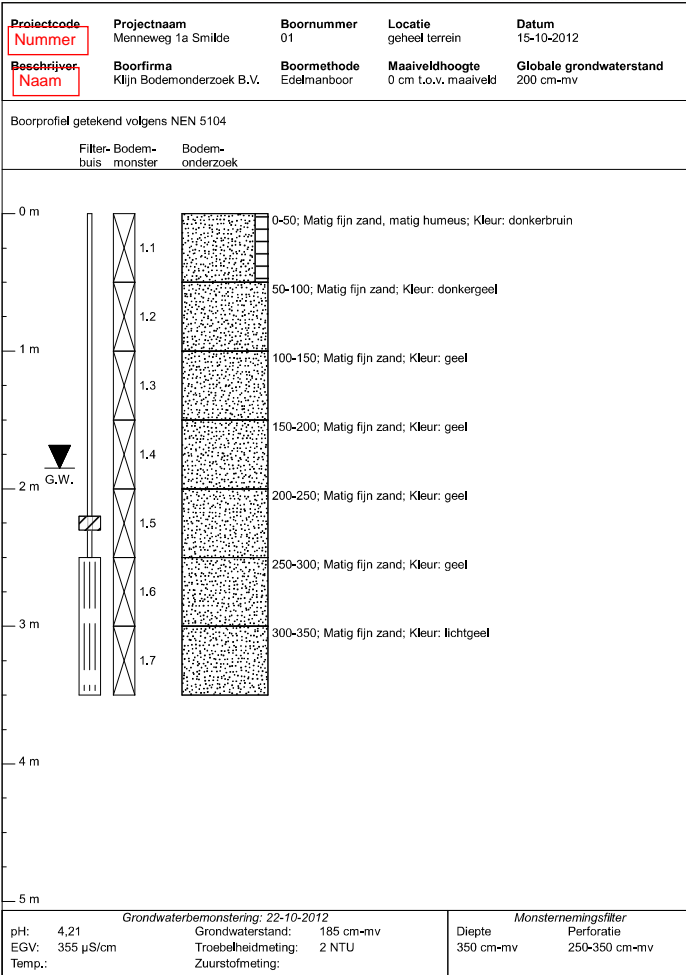 Projectcode Projectnaam Boornummer Locatie Datum
Nummer Menneweg 1a Smilde 01 geheel terrein 15-10-2012
Beschrijver Boorfirma Boormethode Maaiveldhoogte Globale grondwaterstand
Naam Klijn Bodemonderzoek B.V. Edelmanboor 0 cm t.o.v. maaiveld 200 cm-mv
Boorprofiel getekend volgens NEN 5104
Filter- Bodem- Bodem-
buis monster onderzoek
0 m 0-50; Matig fijn zand, matig humeus; Kleur: donkerbruin
1.1
50-100; Matig fijn zand; Kleur: donkergeel
1.2
1 m 100-150; Matig fijn zand; Kleur: geel
1.3
150-200; Matig fijn zand; Kleur: geel
1.4
G.W.
2 m 200-250; Matig fijn zand; Kleur: geel
1.5
250-300; Matig fijn zand; Kleur: geel
1.6
3 m 300-350; Matig fijn zand; Kleur: lichtgeel
1.7
4 m
5 m
Grondwaterbemonstering: 22-10-2012 Monsternemingsfilter
pH: 4,21 Grondwaterstand: 185 cm-mv Diepte Perforatie
EGV: 355 µS/cm Troebelheidmeting: 2 NTU 350 cm-mv 250-350 cm-mv
Temp.: Zuurstofmeting: